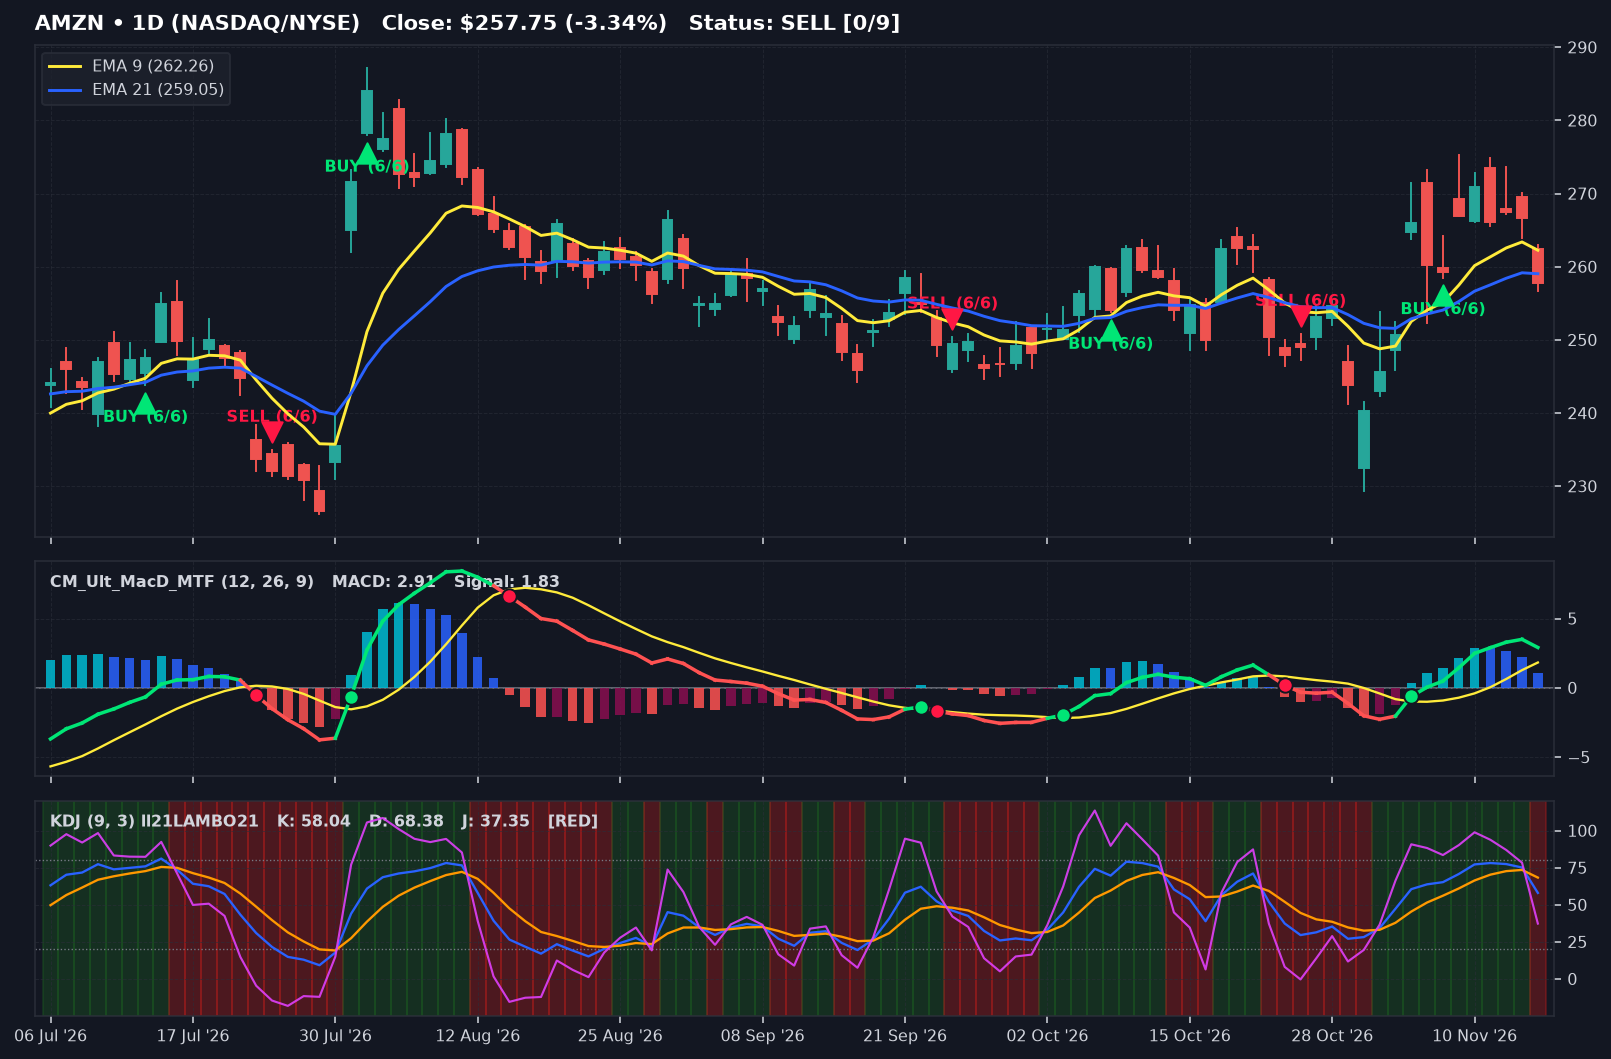 AMZN • 1D (NASDAQ/NYSE)   Close: $257.75 (-3.34%)   Status: SELL [0/9]
EMA 9 (262.26)
EMA 21 (259.05)
290
280
270
260
250
240
230
BUY (6/6)
SELL (6/6)
BUY (6/6)
SELL (6/6)
BUY (6/6)
SELL (6/6)
BUY (6/6)
CM_Ult_MacD_MTF (12, 26, 9)   MACD: 2.91   Signal: 1.83
5
0
−5
KDJ (9, 3) ll21LAMBO21   K: 58.04   D: 68.38   J: 37.35   [RED]
100
75
50
25
0
06 Jul '26
17 Jul '26
30 Jul '26
12 Aug '26
25 Aug '26
08 Sep '26
21 Sep '26
02 Oct '26
15 Oct '26
28 Oct '26
10 Nov '26